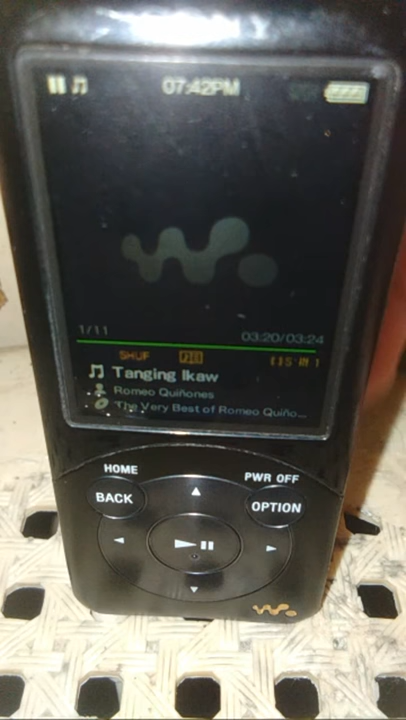 07:42PM
1/11 03:20/03:24
SHUF
Tanging Ikaw
Romeo Quiñones
The Very Best of Romeo Quiño...
HOME
PWR OFF
BACK
OPTION